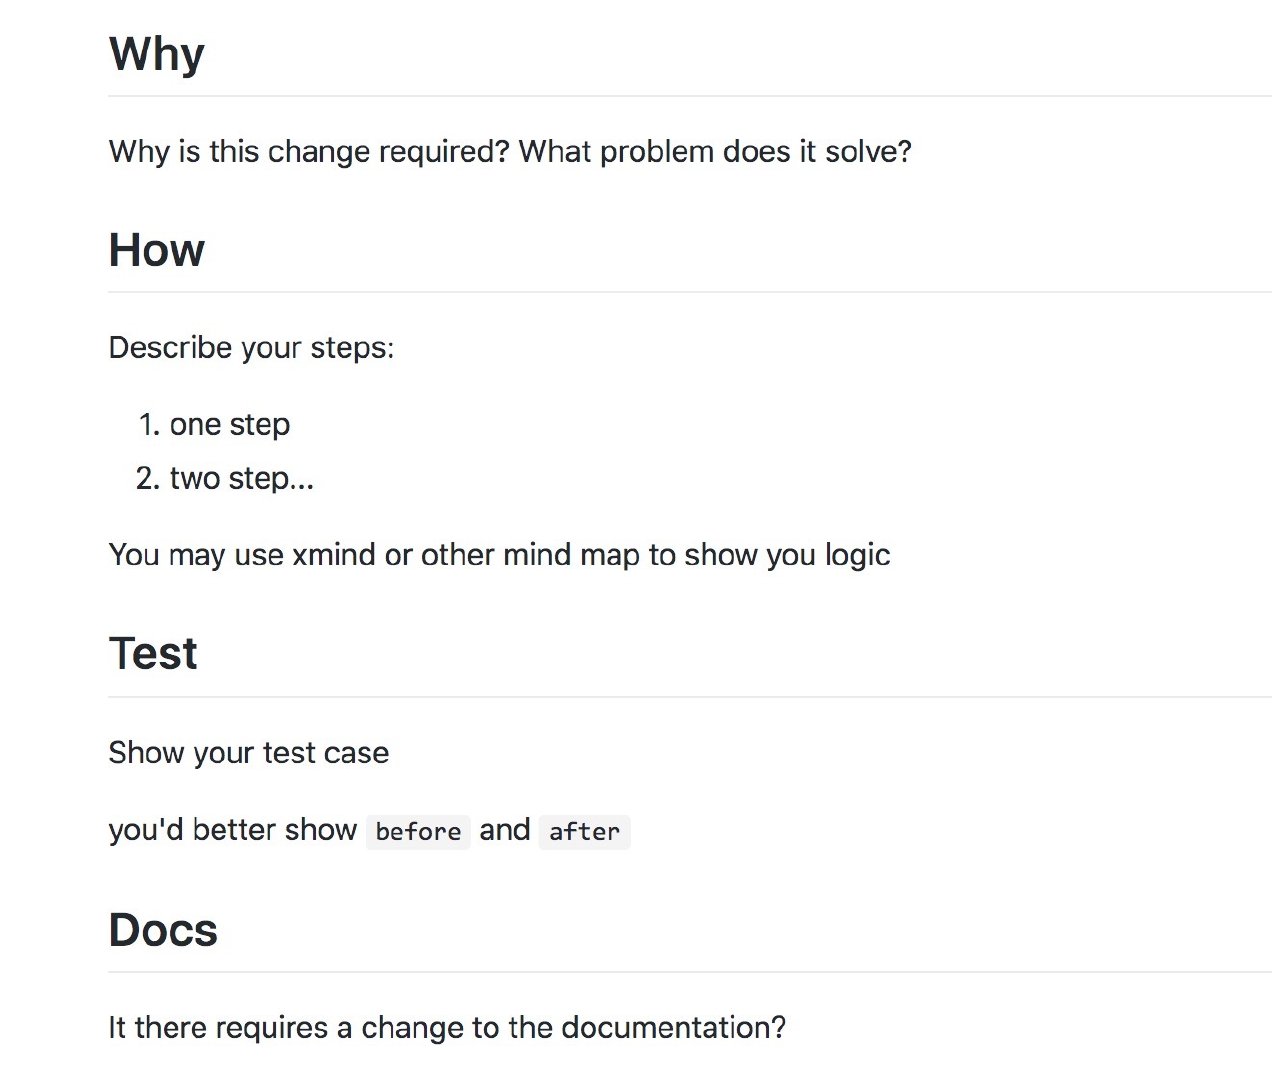 Why
Why is this change required? What problem does it solve?
How
Describe your steps:
1. one step
2. two step...
You may use xmind or other mind map to show you logic
Test
Show your test case
you'd better show before and after
Docs
It there requires a change to the documentation?